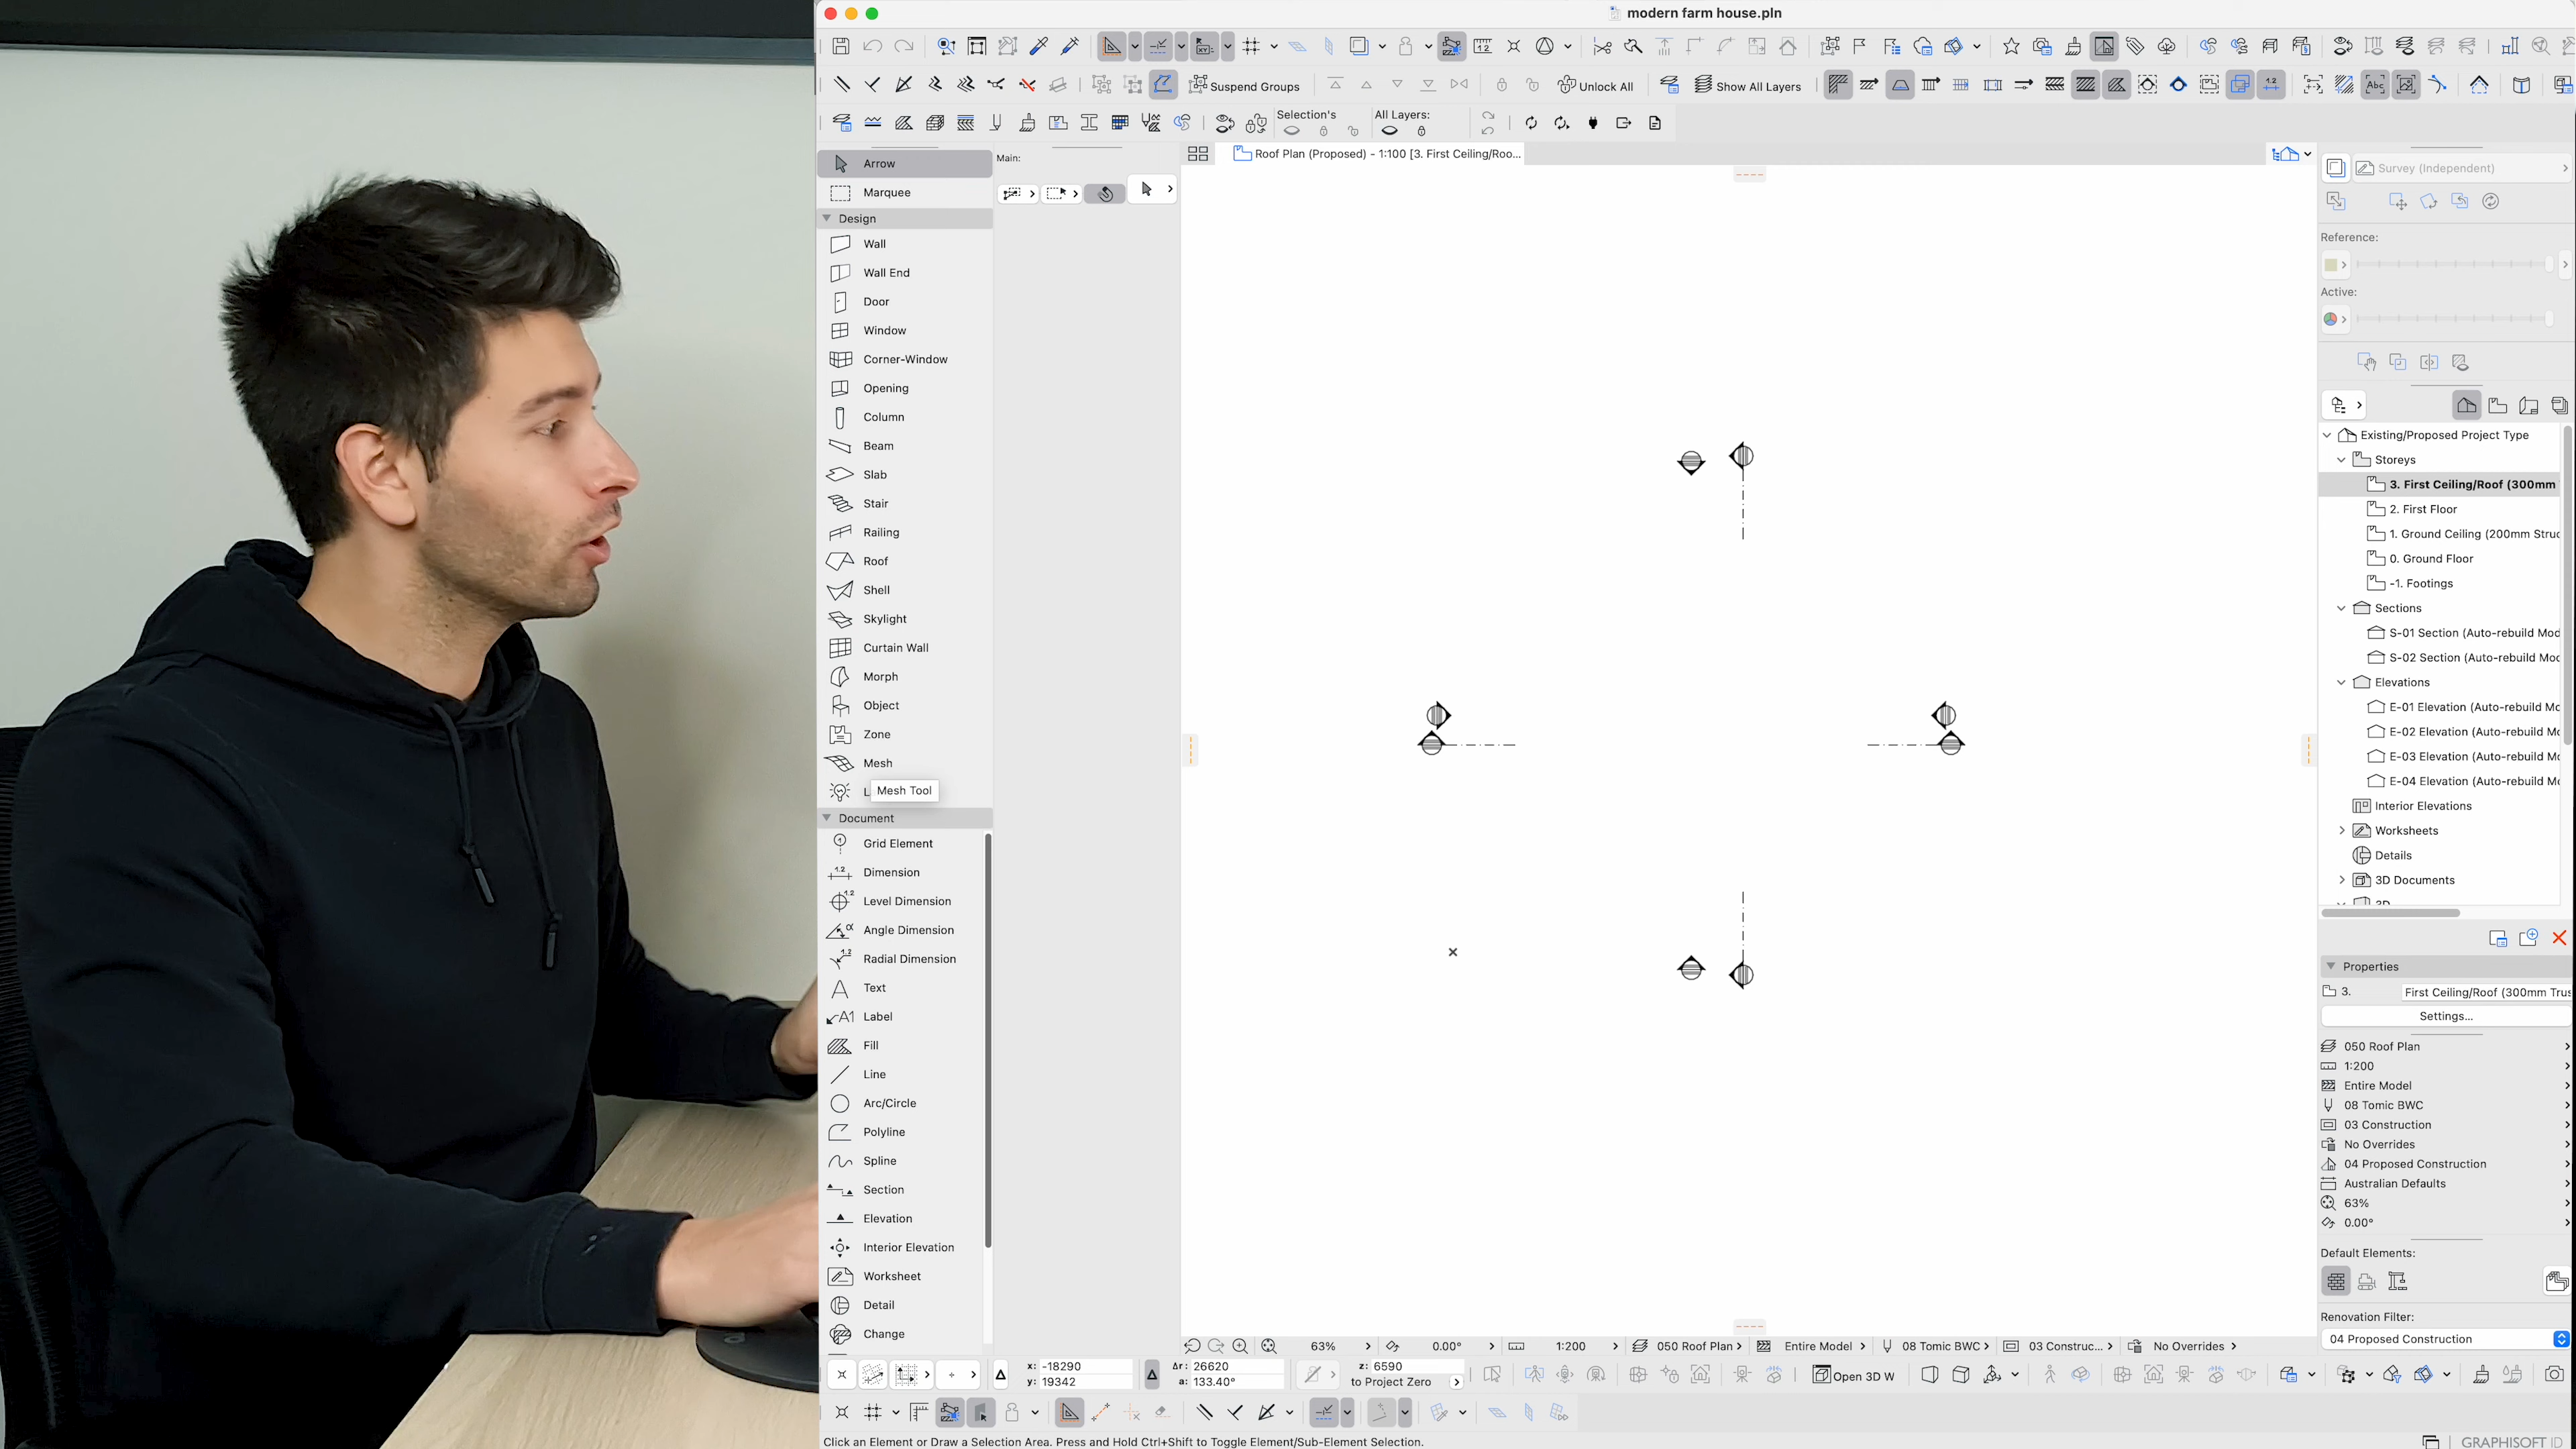 modern farm house.pln
Suspend Groups
Unlock All
Show All Layers
Selection's
All Layers:
Arrow
Marquee
Design
Wall
Wall End
Door
Window
Corner-Window
Opening
Column
Beam
Slab
Stair
Railing
Roof
Shell
Skylight
Curtain Wall
Morph
Object
Zone
Mesh
Mesh Tool
Document
Grid Element
Dimension
Level Dimension
Angle Dimension
Radial Dimension
Text
Label
Fill
Line
Arc/Circle
Polyline
Spline
Section
Elevation
Interior Elevation
Worksheet
Detail
Change
Main:
Roof Plan (Proposed) - 1:100 [3. First Ceiling/Roo...
Survey (Independent)
Reference:
Active:
Existing/Proposed Project Type
Storeys
3. First Ceiling/Roof (300mm
2. First Floor
1. Ground Ceiling (200mm Struc
0. Ground Floor
-1. Footings
Sections
S-01 Section (Auto-rebuild Mod
S-02 Section (Auto-rebuild Mod
Elevations
E-01 Elevation (Auto-rebuild Mo
E-02 Elevation (Auto-rebuild Mo
E-03 Elevation (Auto-rebuild Mo
E-04 Elevation (Auto-rebuild Mo
Interior Elevations
Worksheets
Details
3D Documents
Properties
3. First Ceiling/Roof (300mm Trus
Settings...
050 Roof Plan
1:200
Entire Model
08 Tomic BWC
03 Construction
No Overrides
04 Proposed Construction
Australian Defaults
63%
0.00°
Default Elements:
Renovation Filter:
04 Proposed Construction
63% 0.00° 1:200 050 Roof Plan Entire Model 08 Tomic BWC 03 Construc... No Overrides
x: -18290 Δr: 26620 z: 6590
y: 19342 a: 133.40° to Project Zero
Open 3D W
Click an Element or Draw a Selection Area. Press and Hold Ctrl+Shift to Toggle Element/Sub-Element Selection.
GRAPHISOFT ID